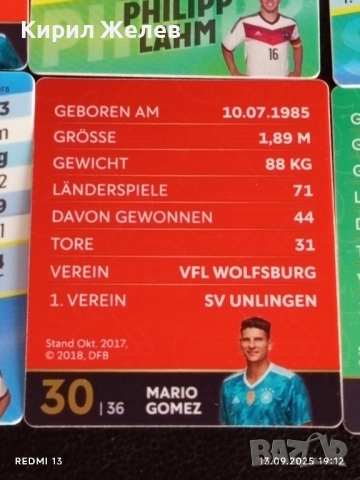 Кирил Желев
PHILIPP
LAHM
16
DFB
GEBOREN AM 10.07.1985
GRÖSSE 1,89 M
GEWICHT 88 KG
LÄNDERSPIELE 71
DAVON GEWONNEN 44
TORE 31
VEREIN VFL WOLFSBURG
1. VEREIN SV UNLINGEN
Stand Okt. 2017,
© 2018, DFB
30 | 36 MARIO
GOMEZ
БАЗАР
REDMI 13 13.09.2025 19:12